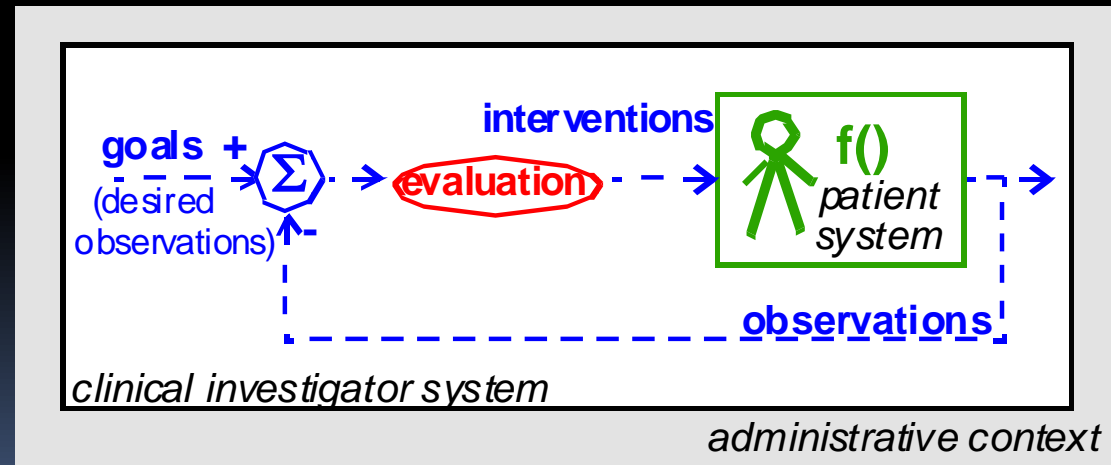 interventions
goals +
Σ
evaluation
f()
(desired
observations)
-
patient
system
observations
clinical investigator system
administrative context